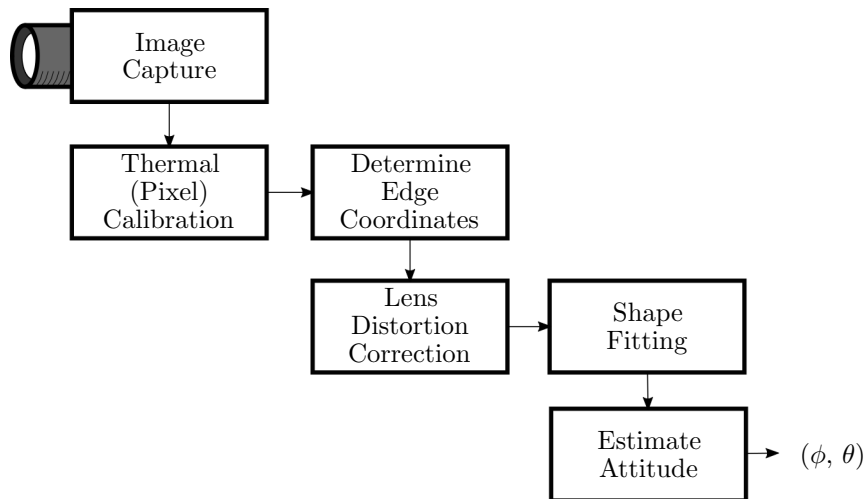 Image
Capture
Thermal
(Pixel)
Calibration
Determine
Edge
Coordinates
Lens
Distortion
Correction
Shape
Fitting
Estimate
Attitude
(ϕ, θ)